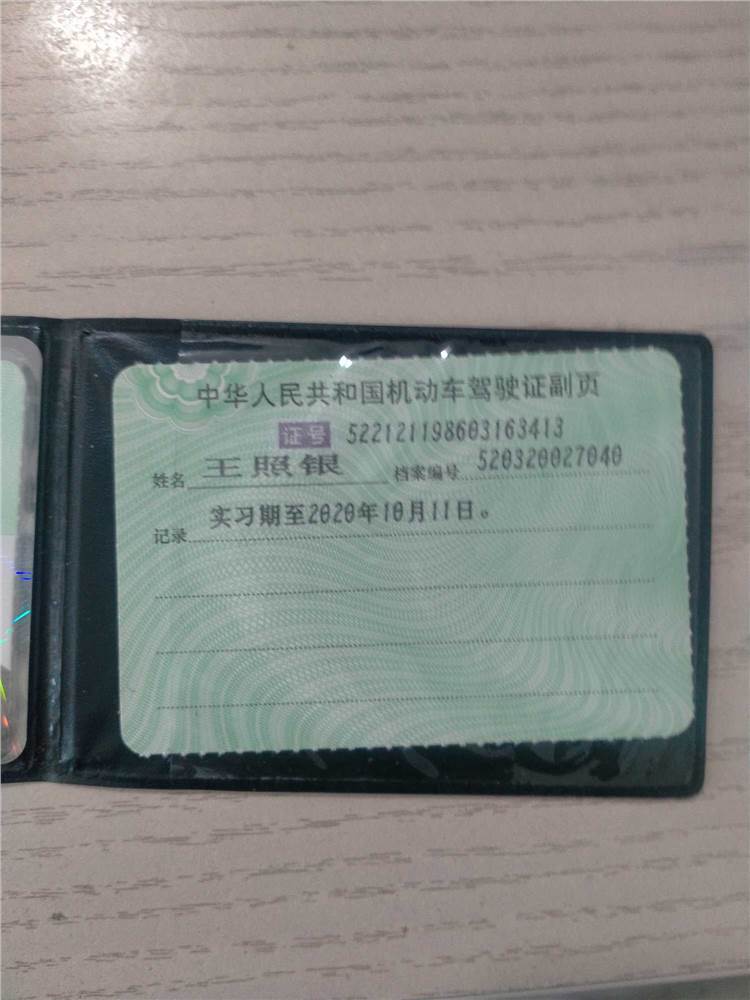 中华人民共和国机动车驾驶证副页
证号 522121198603163413
姓名 王照银 档案编号 520320027040
记录 实习期至2020年10月11日。